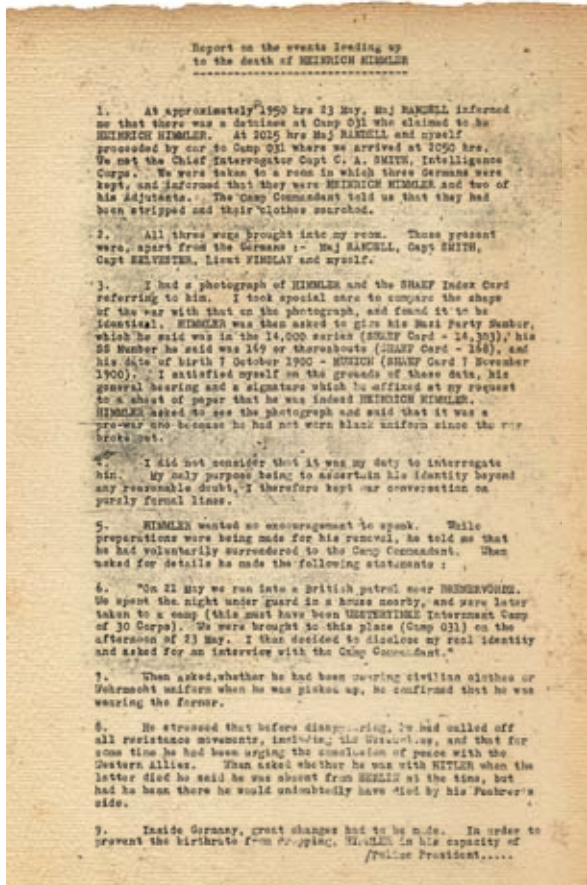 Report on the events leading up
to the death of HEINRICH HIMMLER
1. At approximately 1950 hrs 23 May, Maj RANDELL informed
me that there was a detainee at Camp 031 who claimed to be
HEINRICH HIMMLER. At 2015 hrs Maj RANDELL and myself
proceeded by car to Camp 031 where we arrived at 2050 hrs.
We met the Chief Interrogator Capt C. A. SMITH, Intelligence
Corps. We were taken to a room in which three Germans were
kept, and informed that they were HEINRICH HIMMLER and two of
his Adjutants. The Camp Commandant told us that they had
been stripped and their clothes searched.
2. All three were brought into my room. Those present
were, apart from the Germans :- Maj RANDELL, Capt SMITH,
Capt SELVESTER, Lieut FINDLAY and myself.
3. I had a photograph of HIMMLER and the SHAEF Index Card
referring to him. I took special care to compare the shape
of the ear with that on the photograph, and found it to be
identical. HIMMLER was then asked to give his Nazi Party Number,
which he said was in the 14,000 series (SHAEF Card - 14,303), his
SS Number he said was 169 or thereabouts (SHAEF Card - 168), and
his date of birth 7 October 1900 - MUNICH (SHAEF Card 7 November
1900). I satisfied myself on the grounds of these data, his
general bearing and a signature which he affixed at my request
to a sheet of paper that he was indeed HEINRICH HIMMLER.
HIMMLER asked to see the photograph and said that it was a
pre-war one because he had not worn black uniform since the war
broke out.
4. I did not consider that it was my duty to interrogate
him. My only purpose being to ascertain his identity beyond
any reasonable doubt, I therefore kept our conversation on
purely formal lines.
5. HIMMLER wanted no encouragement to speak. While
preparations were being made for his removal, he told me that
he had voluntarily surrendered to the Camp Commandant. When
asked for details he made the following statements :
6. "On 21 May we ran into a British patrol near BREMERVÖRDE.
We spent the night under guard in a house nearby, and were later
taken to a camp (this must have been WESTERTIMKE Internment Camp
of 30 Corps). We were brought to this place (Camp 031) on the
afternoon of 23 May. I then decided to disclose my real identity
and asked for an interview with the Camp Commandant."
7. When asked, whether he had been wearing civilian clothes or
Wehrmacht uniform when he was picked up, he confirmed that he was
wearing the former.
8. He stressed that before disappearing, he had called off
all resistance movements, including the and that for
some time he had been urging the conclusion of peace with the
Western Allies. When asked whether he was with HITLER when the
latter died he said he was absent from BERLIN at the time, but
had he been there he would undoubtedly have died by his Fuehrer's
side.
9. Inside Germany, great changes had to be made. In order to
prevent the birthrate from dropping, HIMMLER in his capacity of
/Police President.....